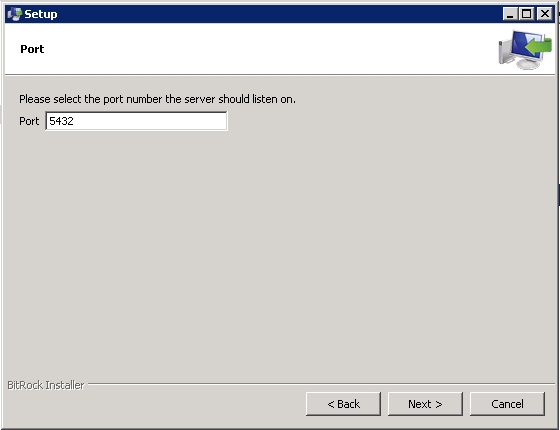 Setup
Port
Please select the port number the server should listen on.
Port 5432
BitRock Installer
< Back Next > Cancel